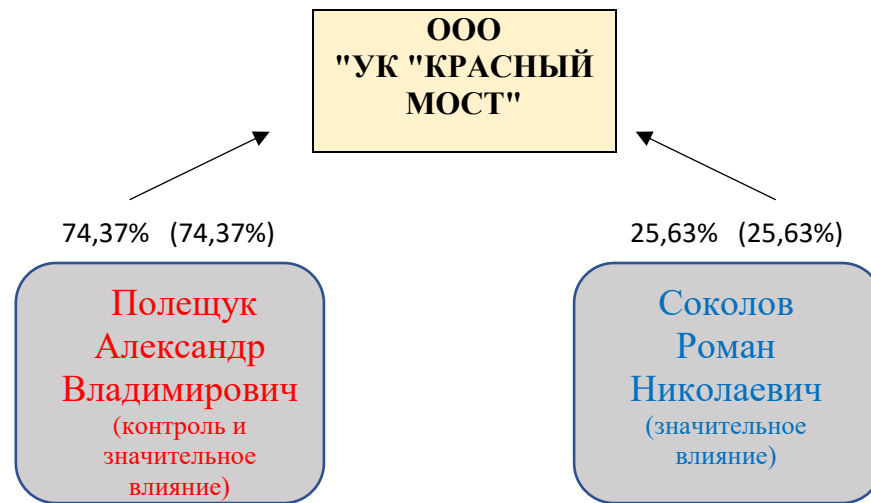 ООО
"УК "КРАСНЫЙ
МОСТ"
74,37% (74,37%)
25,63% (25,63%)
Полещук
Александр
Владимирович
(контроль и
значительное
влияние)
Соколов
Роман
Николаевич
(значительное
влияние)